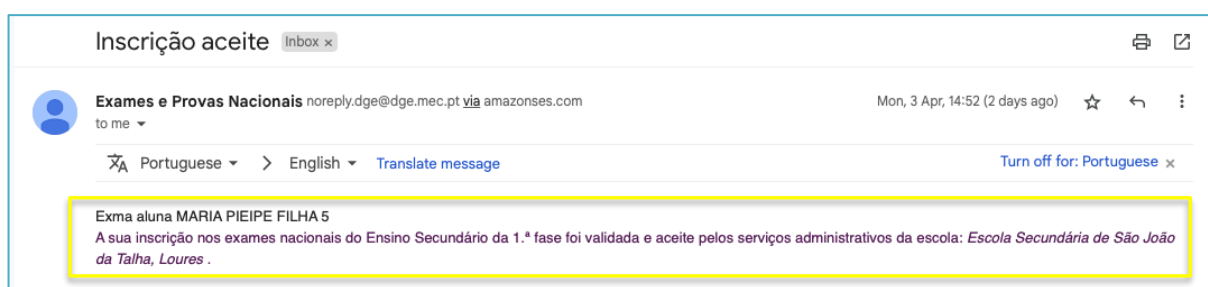 Inscrição aceite Inbox ×
Exames e Provas Nacionais noreply.dge@dge.mec.pt via amazonses.com Mon, 3 Apr, 14:52 (2 days ago)
to me
Portuguese > English Translate message Turn off for: Portuguese ×
Exma aluna MARIA PIEIPE FILHA 5
A sua inscrição nos exames nacionais do Ensino Secundário da 1.ª fase foi validada e aceite pelos serviços administrativos da escola: Escola Secundária de São João
da Talha, Loures .